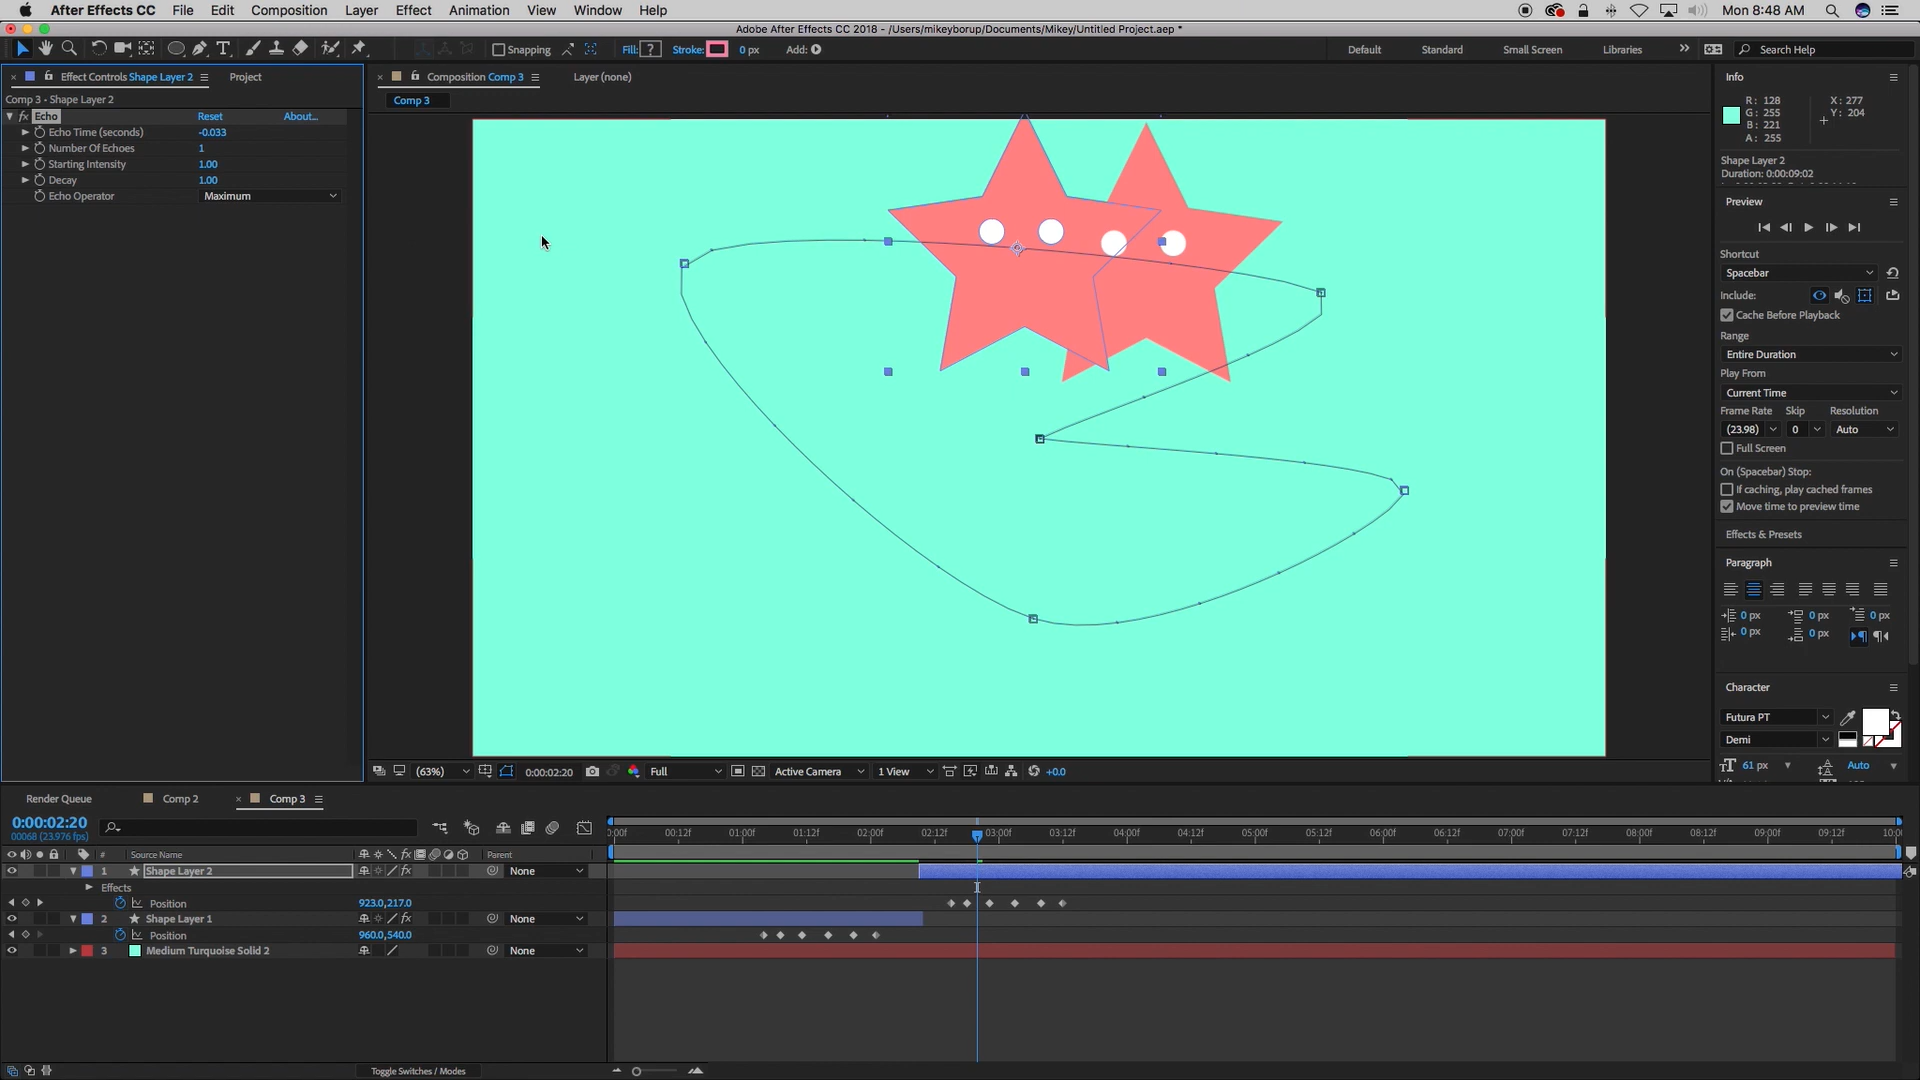 After Effects CC File Edit Composition Layer Effect Animation View Window Help Mon 8:48 AM
Adobe After Effects CC 2018 - /Users/mikeyborup/Documents/Mikey/Untitled Project.aep *
Snapping Fill: ? Stroke: 0 px Add: Default Standard Small Screen Libraries Search Help
Effect Controls Shape Layer 2 Project
Comp 3 - Shape Layer 2
fx Echo Reset About...
Echo Time (seconds) -0.033
Number Of Echoes 1
Starting Intensity 1.00
Decay 1.00
Echo Operator Maximum
Composition Comp 3 Layer (none)
Comp 3
(63%) 0:00:02:20 Full Active Camera 1 View +0.0
Info
R: 128 X: 277
G: 255 Y: 204
B: 221
A: 255
Shape Layer 2
Duration: 0:00:09:02
Preview
Shortcut
Spacebar
Include:
Cache Before Playback
Range
Entire Duration
Play From
Current Time
Frame Rate Skip Resolution
(23.98) 0 Auto
Full Screen
On (Spacebar) Stop:
If caching, play cached frames
Move time to preview time
Effects & Presets
Paragraph
0 px 0 px 0 px
0 px 0 px
Character
Futura PT
Demi
61 px Auto
Render Queue Comp 2 Comp 3
0:00:02:20
00068 (23.976 fps)
:00f 00:12f 01:00f 01:12f 02:00f 02:12f 03:00f 03:12f 04:00f 04:12f 05:00f 05:12f 06:00f 06:12f 07:00f 07:12f 08:00f 08:12f 09:00f 09:12f 10:0
# Source Name Parent
1 Shape Layer 2 None
Effects
Position 923.0,217.0
2 Shape Layer 1 None
Position 960.0,540.0
3 Medium Turquoise Solid 2 None
Toggle Switches / Modes